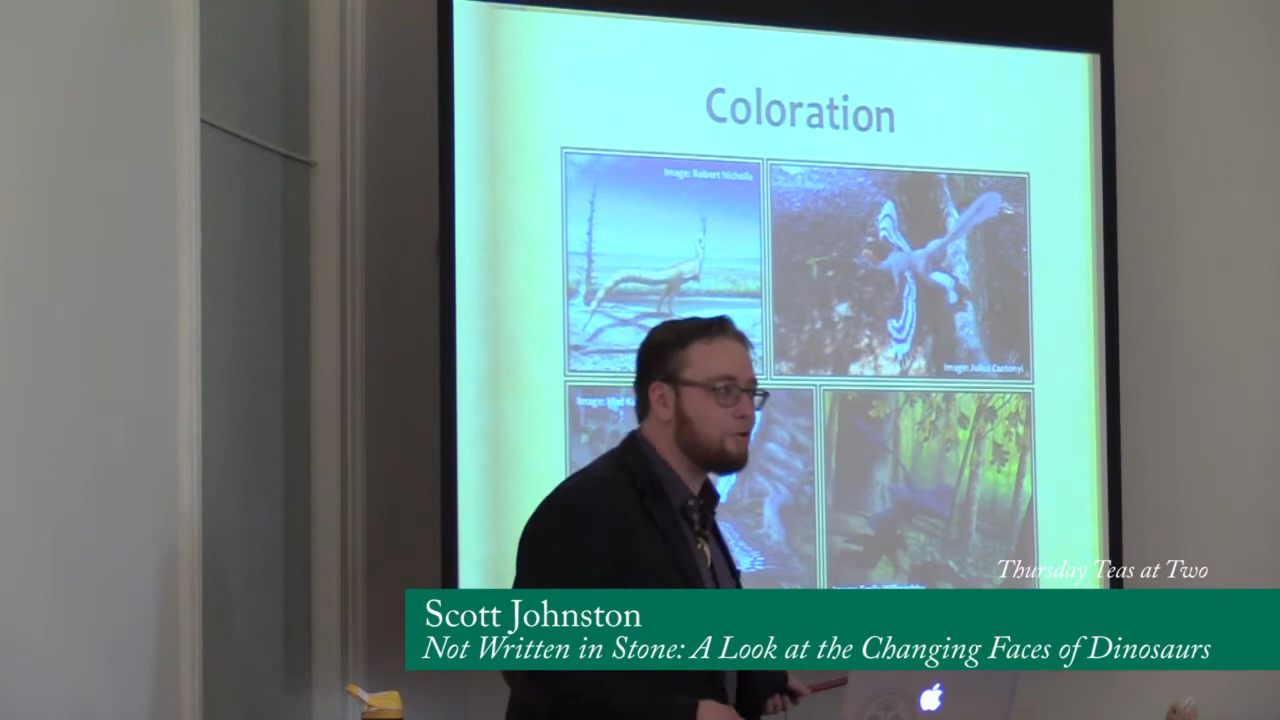 Coloration
Image: Robert Nicholls
Image: Julius Csotonyi
Image:
Thursday Teas at Two
Scott Johnston
Not Written in Stone: A Look at the Changing Faces of Dinosaurs